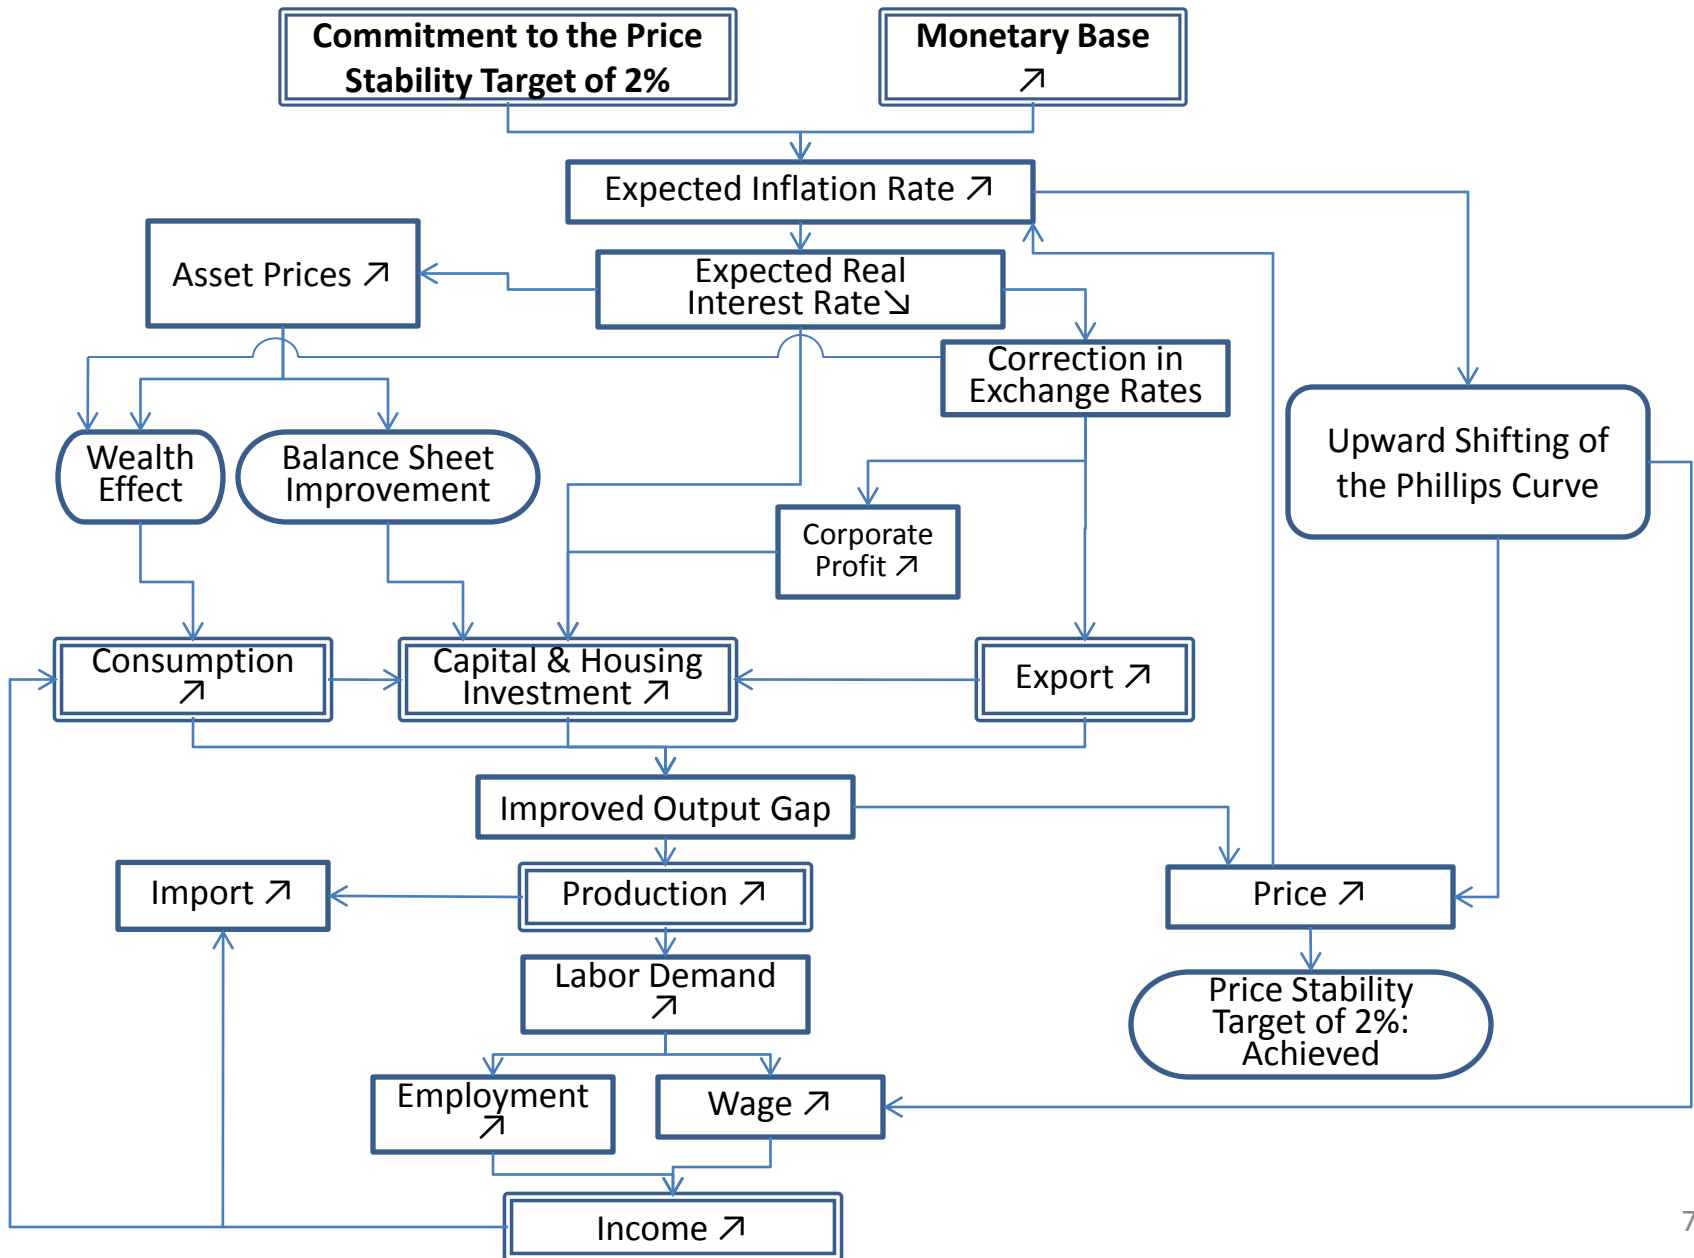 Commitment to the Price
Stability Target of 2%
Monetary Base
↗
Expected Inflation Rate ↗
Asset Prices ↗
Expected Real
Interest Rate↘
Correction in
Exchange Rates
Wealth
Effect
Balance Sheet
Improvement
Upward Shifting of
the Phillips Curve
Corporate
Profit ↗
Consumption
↗
Capital & Housing
Investment ↗
Export ↗
Improved Output Gap
Import ↗
Production ↗
Price ↗
Labor Demand
↗
Price Stability
Target of 2%:
Achieved
Employment
↗
Wage ↗
Income ↗
7